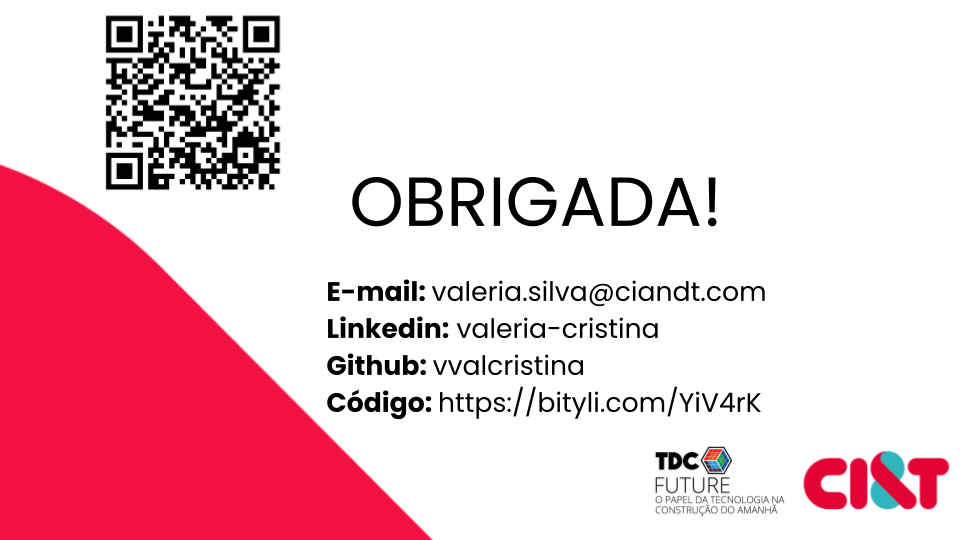 OBRIGADA!
E-mail: valeria.silva@ciandt.com
Linkedin: valeria-cristina
Github: vvalcristina
Código: https://bityli.com/YiV4rK
TDC
FUTURE
O PAPEL DA TECNOLOGIA NA
CONSTRUÇÃO DO AMANHÃ
CI&T